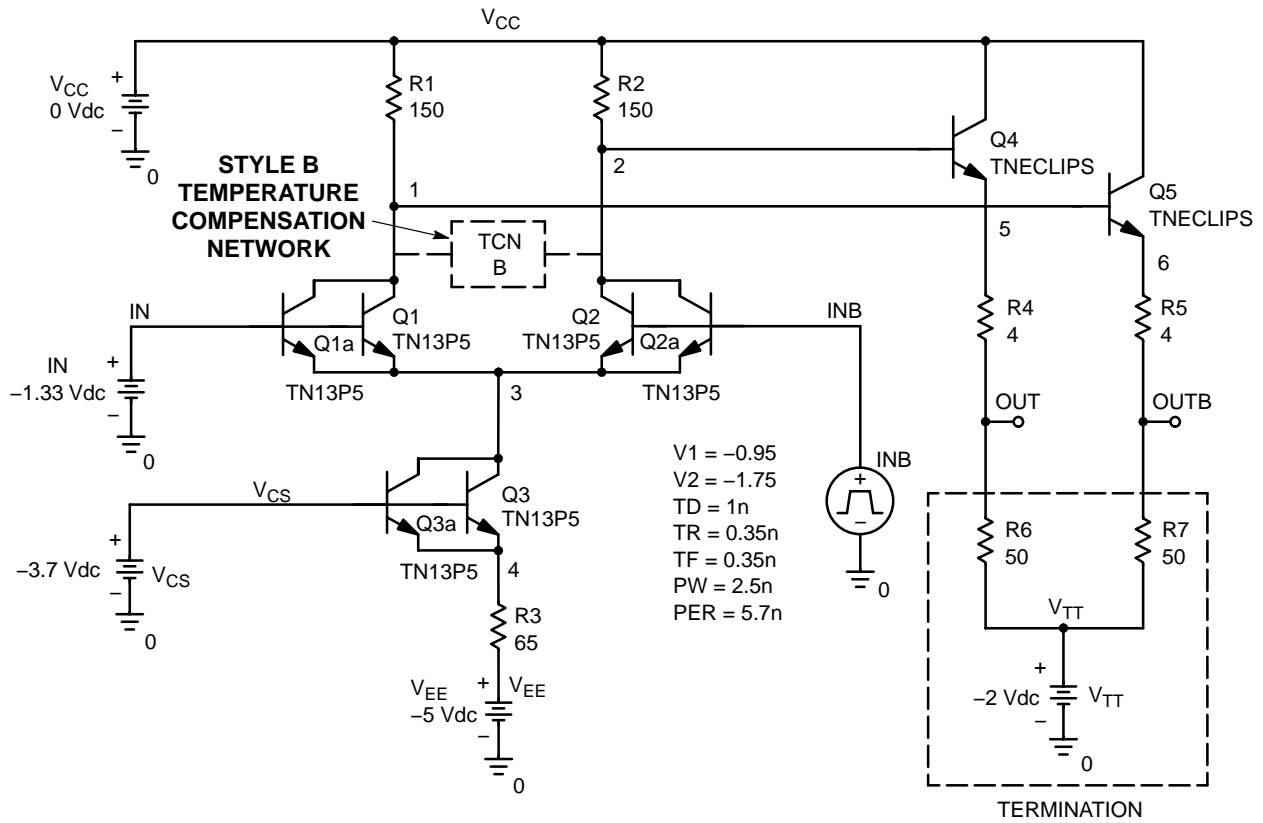 VCC
VCC
0 Vdc
+
−
0
R1
150
R2
150
STYLE B
TEMPERATURE
COMPENSATION
NETWORK
1
2
TCN
B
Q4
TNECLIPS
5
Q5
TNECLIPS
6
IN
IN
−1.33 Vdc
+
−
0
Q1
TN13P5
Q1a
TN13P5
Q2
TN13P5
Q2a
TN13P5
3
INB
R4
4
R5
4
OUT
OUTB
VCS
−3.7 Vdc
+
−
VCS
0
Q3
TN13P5
Q3a
TN13P5
4
R3
65
VEE
−5 Vdc
+
−
VEE
0
V1 = −0.95
V2 = −1.75
TD = 1n
TR = 0.35n
TF = 0.35n
PW = 2.5n
PER = 5.7n
INB
+
−
0
R6
50
R7
50
VTT
+
−2 Vdc
−
VTT
0
TERMINATION